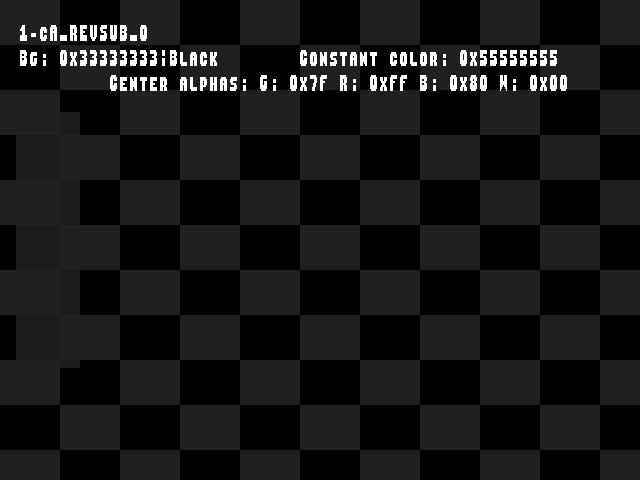 1-cA_REVSUB_0
BG: 0x33333333;BLACK CONSTANT COLOR: 0x55555555
CENTER ALPHAS: G: 0x7F R: 0xFF B: 0x80 W: 0x00